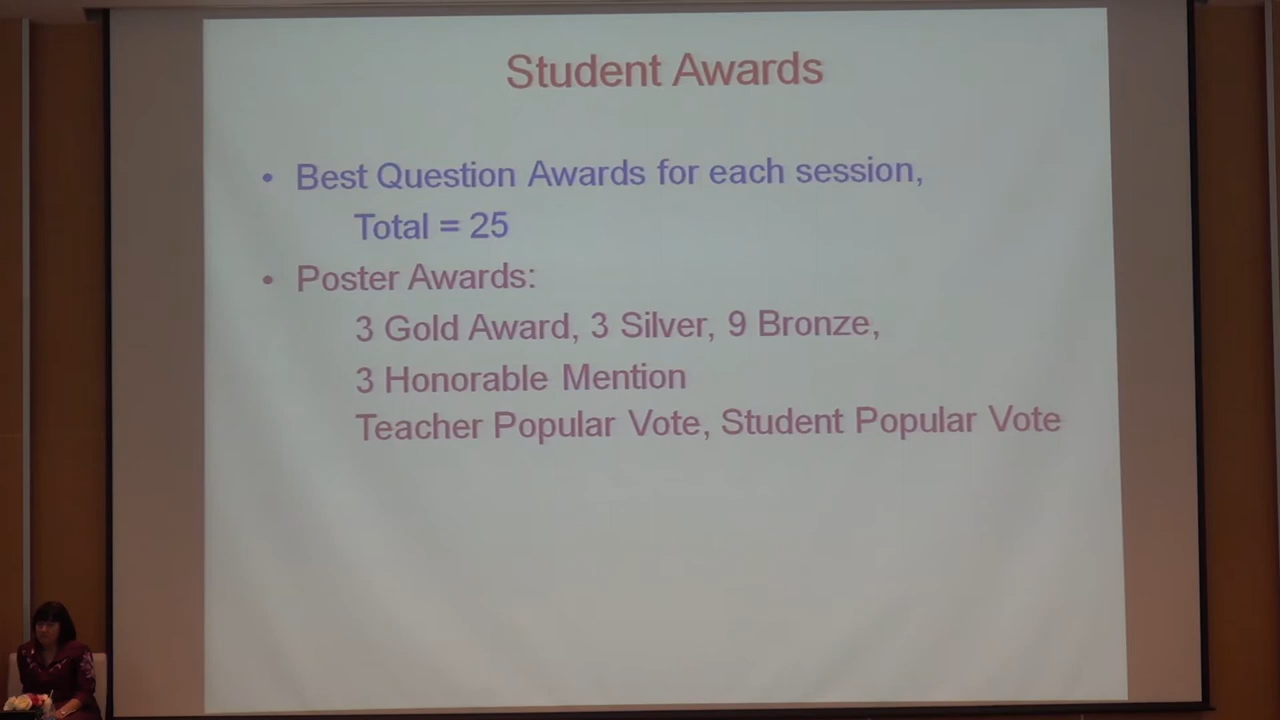 Student Awards
• Best Question Awards for each session,
Total = 25
• Poster Awards:
3 Gold Award, 3 Silver, 9 Bronze,
3 Honorable Mention
Teacher Popular Vote, Student Popular Vote